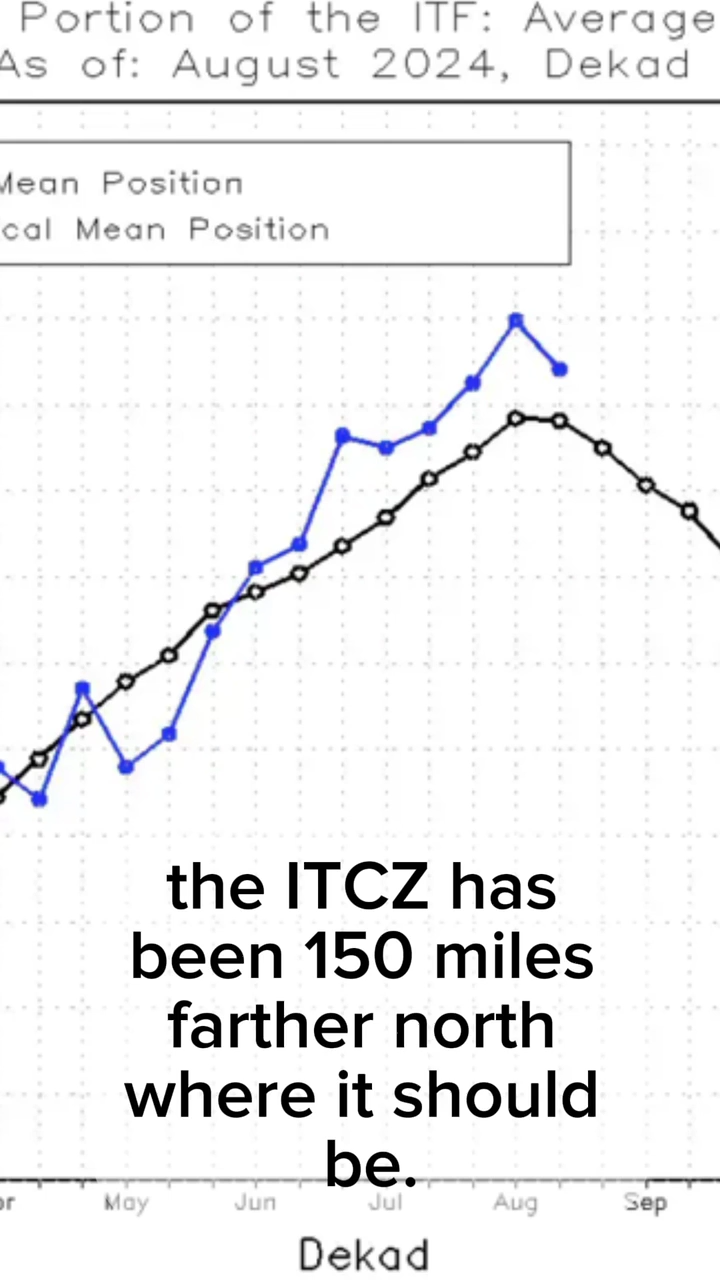 Portion of the ITF: Average
As of: August 2024, Dekad
Mean Position
cal Mean Position
the ITCZ has
been 150 miles
farther north
where it should
be.
or May Jun Jul Aug Sep
Dekad